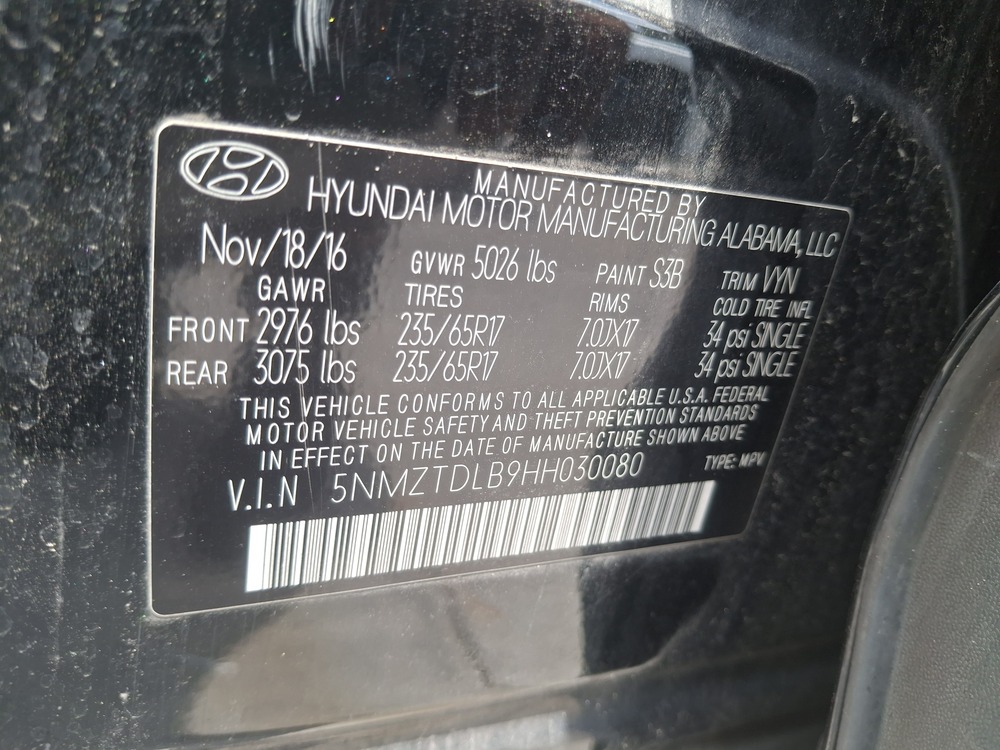 MANUFACTURED BY
HYUNDAI MOTOR MANUFACTURING ALABAMA, LLC
Nov/18/16 GVWR 5026 lbs PAINT S3B TRIM VYN
GAWR TIRES RIMS COLD TIRE INFL
FRONT 2976 lbs 235/65R17 7.0JX17 34 psi SINGLE
REAR 3075 lbs 235/65R17 7.0JX17 34 psi SINGLE
THIS VEHICLE CONFORMS TO ALL APPLICABLE U.S.A. FEDERAL
MOTOR VEHICLE SAFETY AND THEFT PREVENTION STANDARDS
IN EFFECT ON THE DATE OF MANUFACTURE SHOWN ABOVE
V.I.N 5NMZTDLB9HH030080 TYPE: MPV